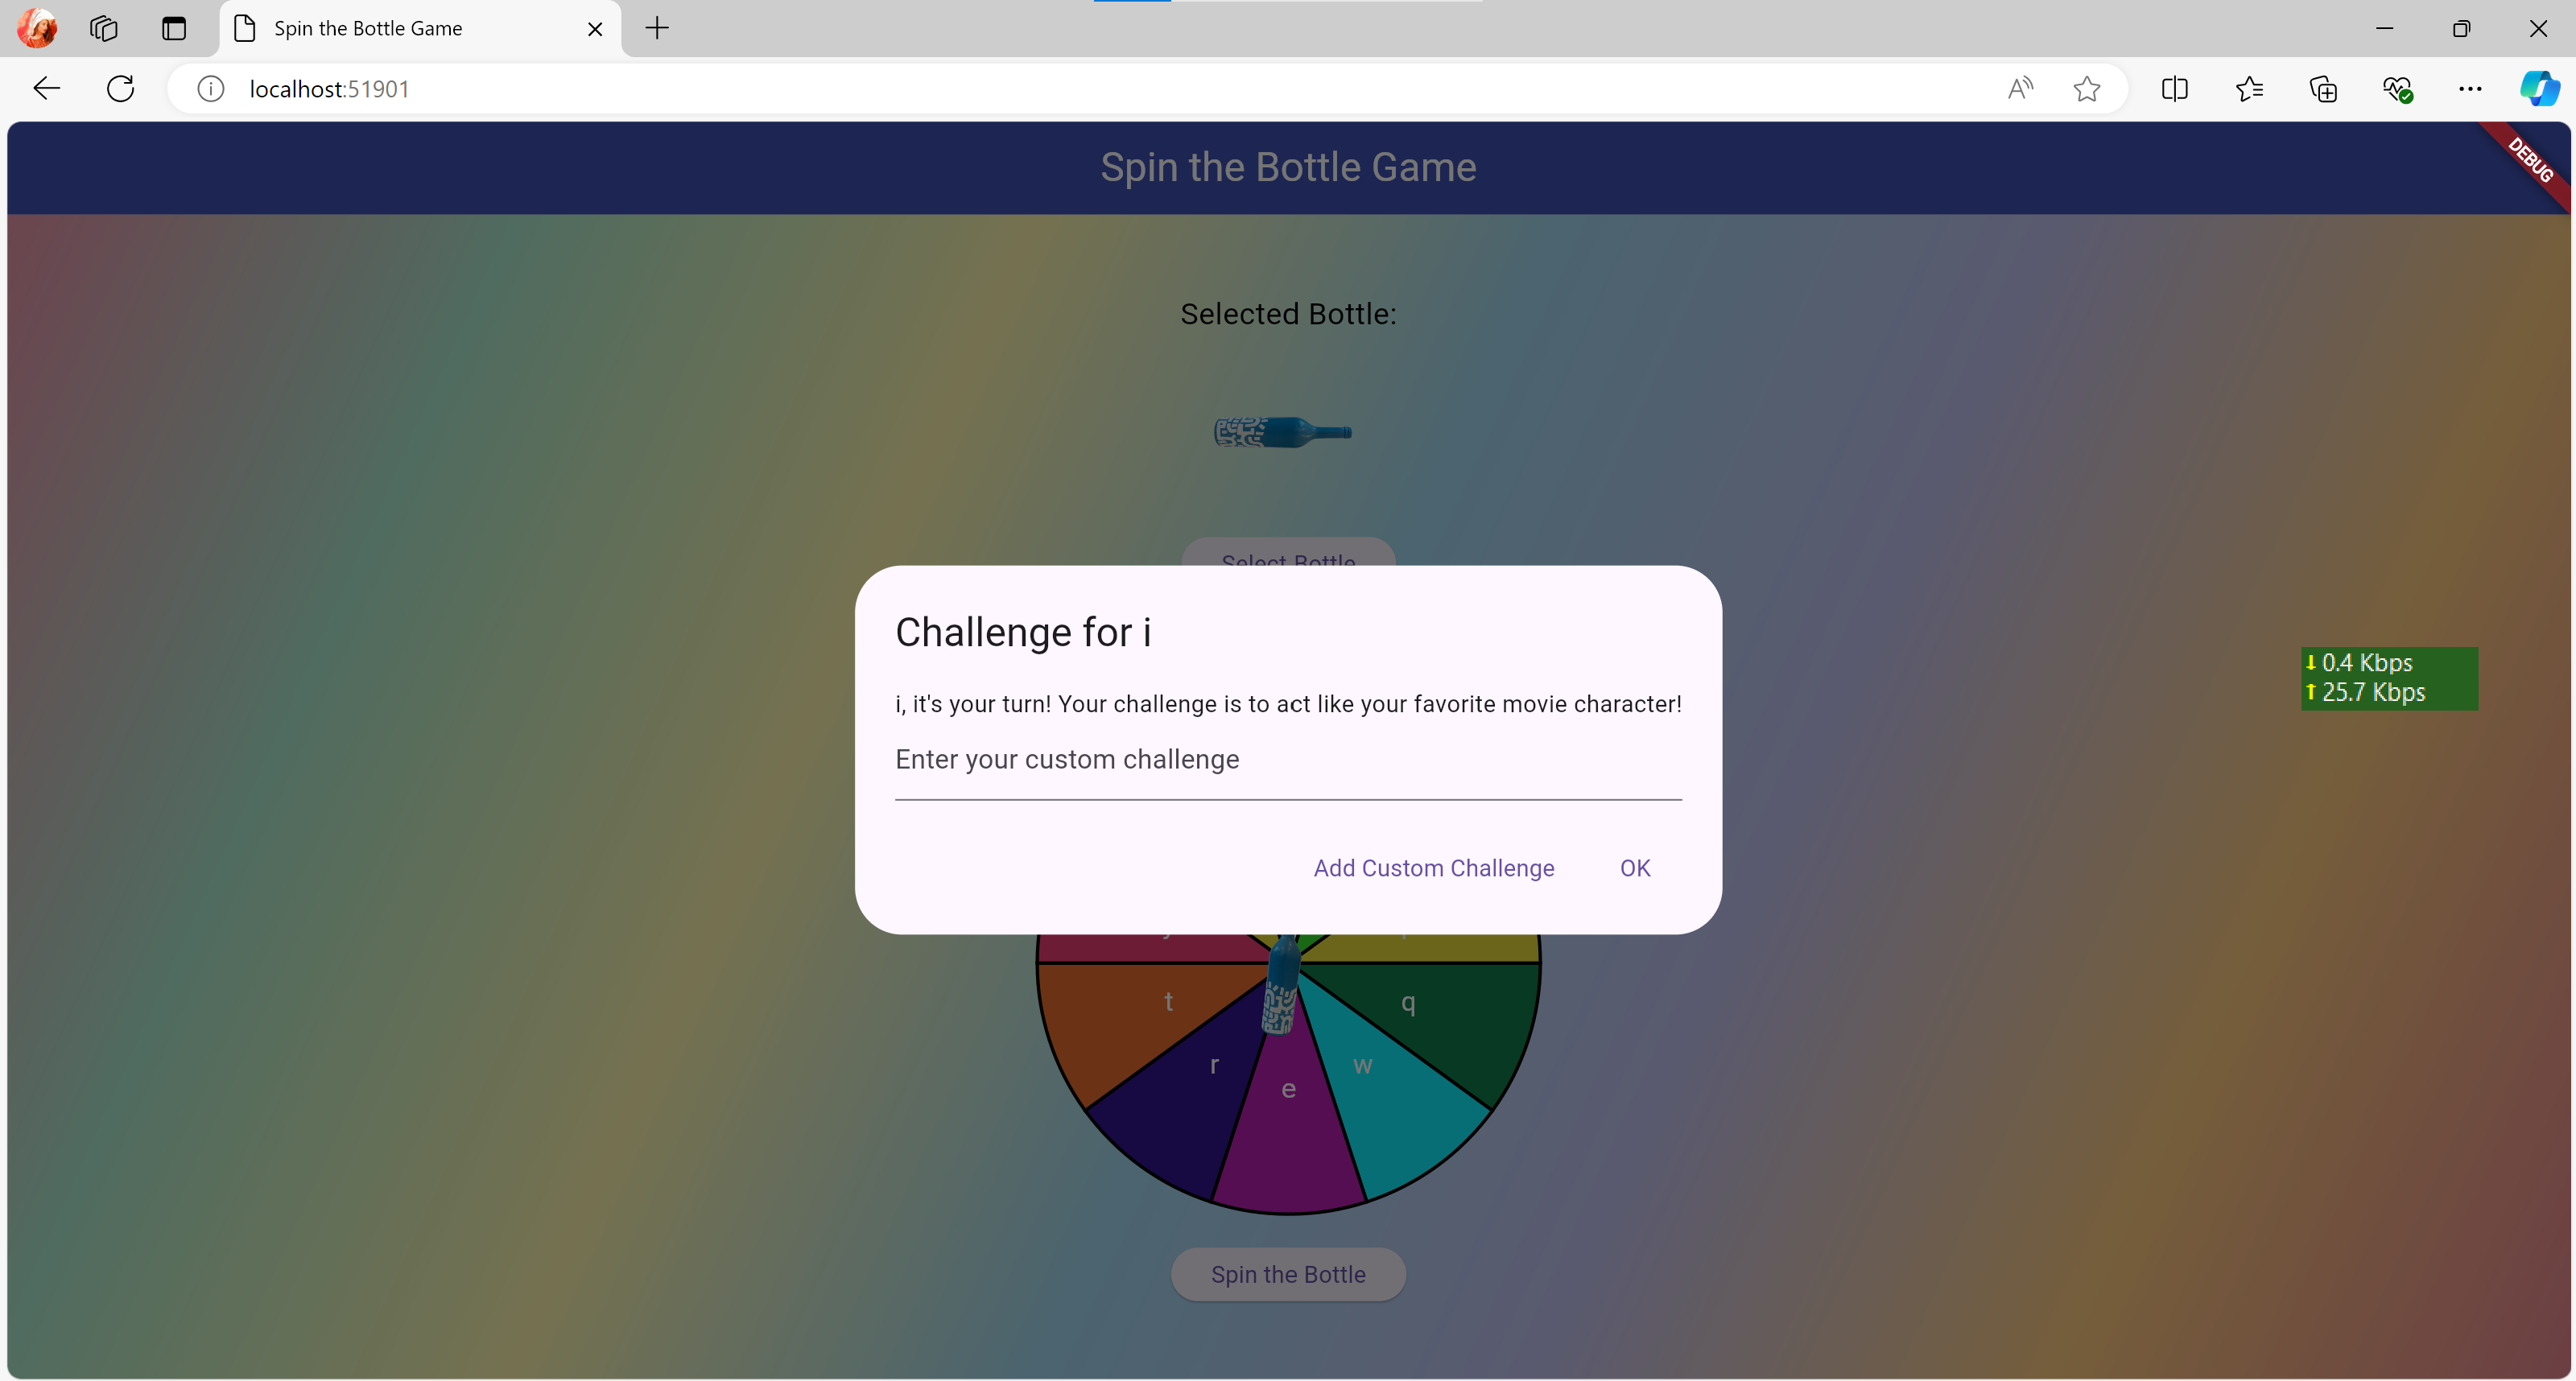 Spin the Bottle Game
localhost:51901
Spin the Bottle Game
DEBUG
Selected Bottle:
Select Bottle
Challenge for i
i, it's your turn! Your challenge is to act like your favorite movie character!
Enter your custom challenge
Add Custom Challenge OK
0.4 Kbps
25.7 Kbps
t
q
r
w
e
Spin the Bottle